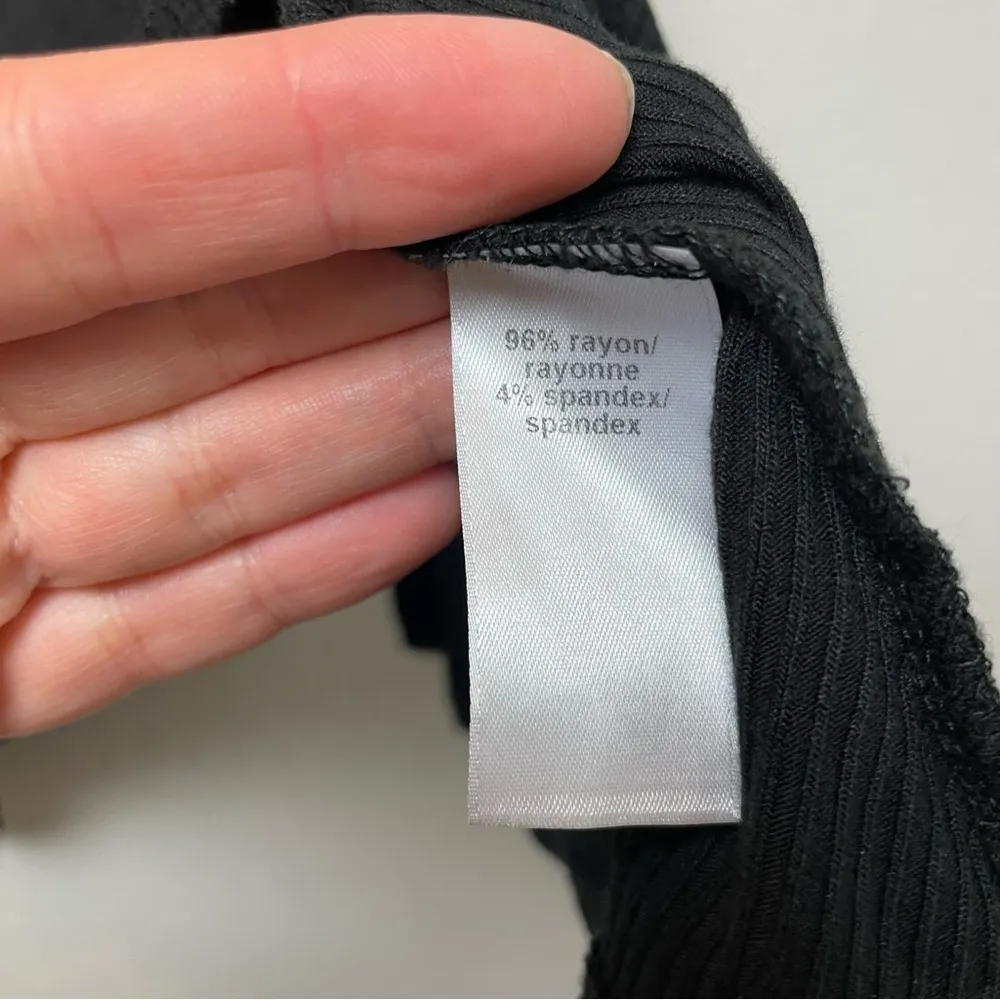 96% rayon/
rayonne
4% spandex/
spandex